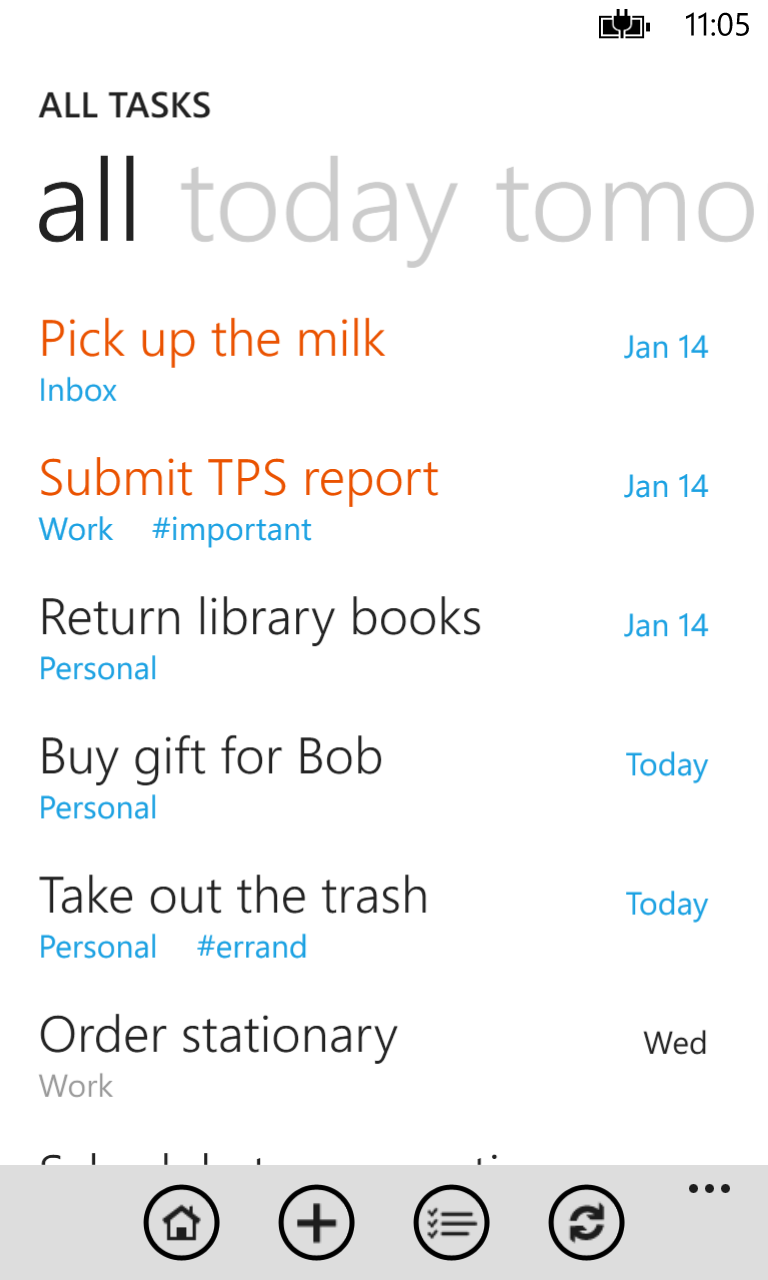 11:05
ALL TASKS
all today tomo
Pick up the milk Jan 14
Inbox
Submit TPS report Jan 14
Work #important
Return library books Jan 14
Personal
Buy gift for Bob Today
Personal
Take out the trash Today
Personal #errand
Order stationary Wed
Work